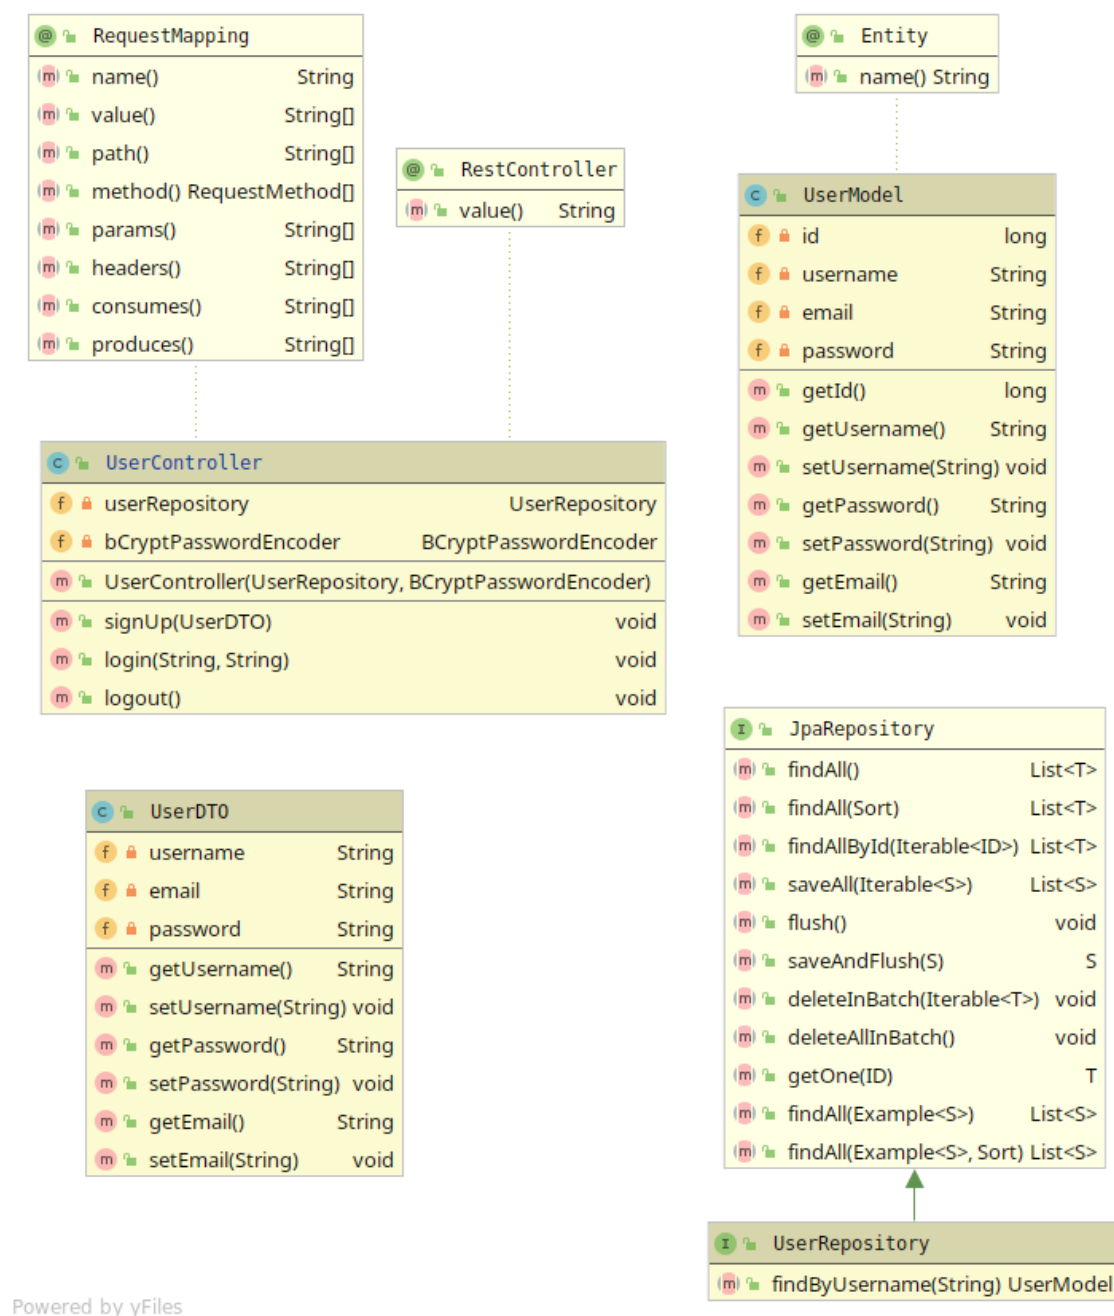 RequestMapping
name() String
value() String[]
path() String[]
method() RequestMethod[]
params() String[]
headers() String[]
consumes() String[]
produces() String[]
RestController
value() String
Entity
name() String
UserModel
id long
username String
email String
password String
getId() long
getUsername() String
setUsername(String) void
getPassword() String
setPassword(String) void
getEmail() String
setEmail(String) void
UserController
userRepository UserRepository
bCryptPasswordEncoder BCryptPasswordEncoder
UserController(UserRepository, BCryptPasswordEncoder)
signUp(UserDTO) void
login(String, String) void
logout() void
UserDTO
username String
email String
password String
getUsername() String
setUsername(String) void
getPassword() String
setPassword(String) void
getEmail() String
setEmail(String) void
JpaRepository
findAll() List<T>
findAll(Sort) List<T>
findAllById(Iterable<ID>) List<T>
saveAll(Iterable<S>) List<S>
flush() void
saveAndFlush(S) S
deleteInBatch(Iterable<T>) void
deleteAllInBatch() void
getOne(ID) T
findAll(Example<S>) List<S>
findAll(Example<S>, Sort) List<S>
UserRepository
findByUsername(String) UserModel
Powered by yFiles